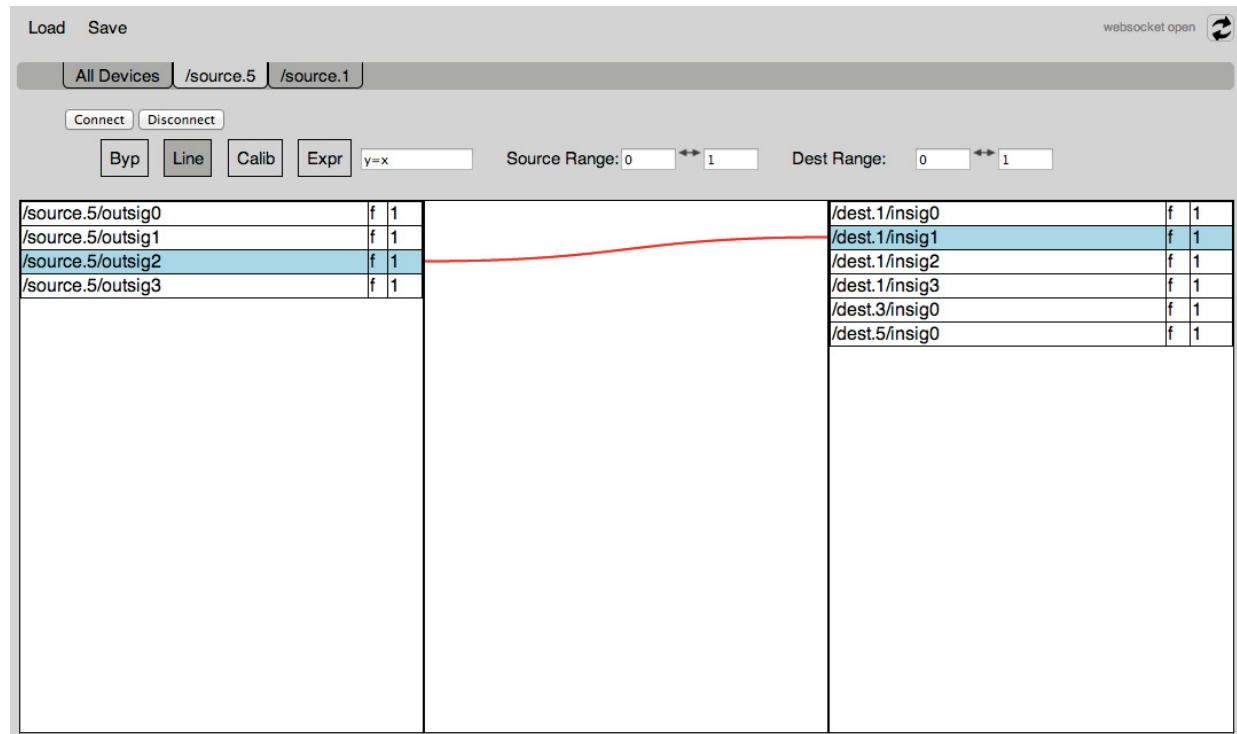 Load Save websocket open
All Devices /source.5 /source.1
Connect Disconnect
Byp Line Calib Expr y=x Source Range: 0 1 Dest Range: 0 1
/source.5/outsig0 f 1 /dest.1/insig0 f 1
/source.5/outsig1 f 1 /dest.1/insig1 f 1
/source.5/outsig2 f 1 /dest.1/insig2 f 1
/source.5/outsig3 f 1 /dest.1/insig3 f 1
/dest.3/insig0 f 1
/dest.5/insig0 f 1